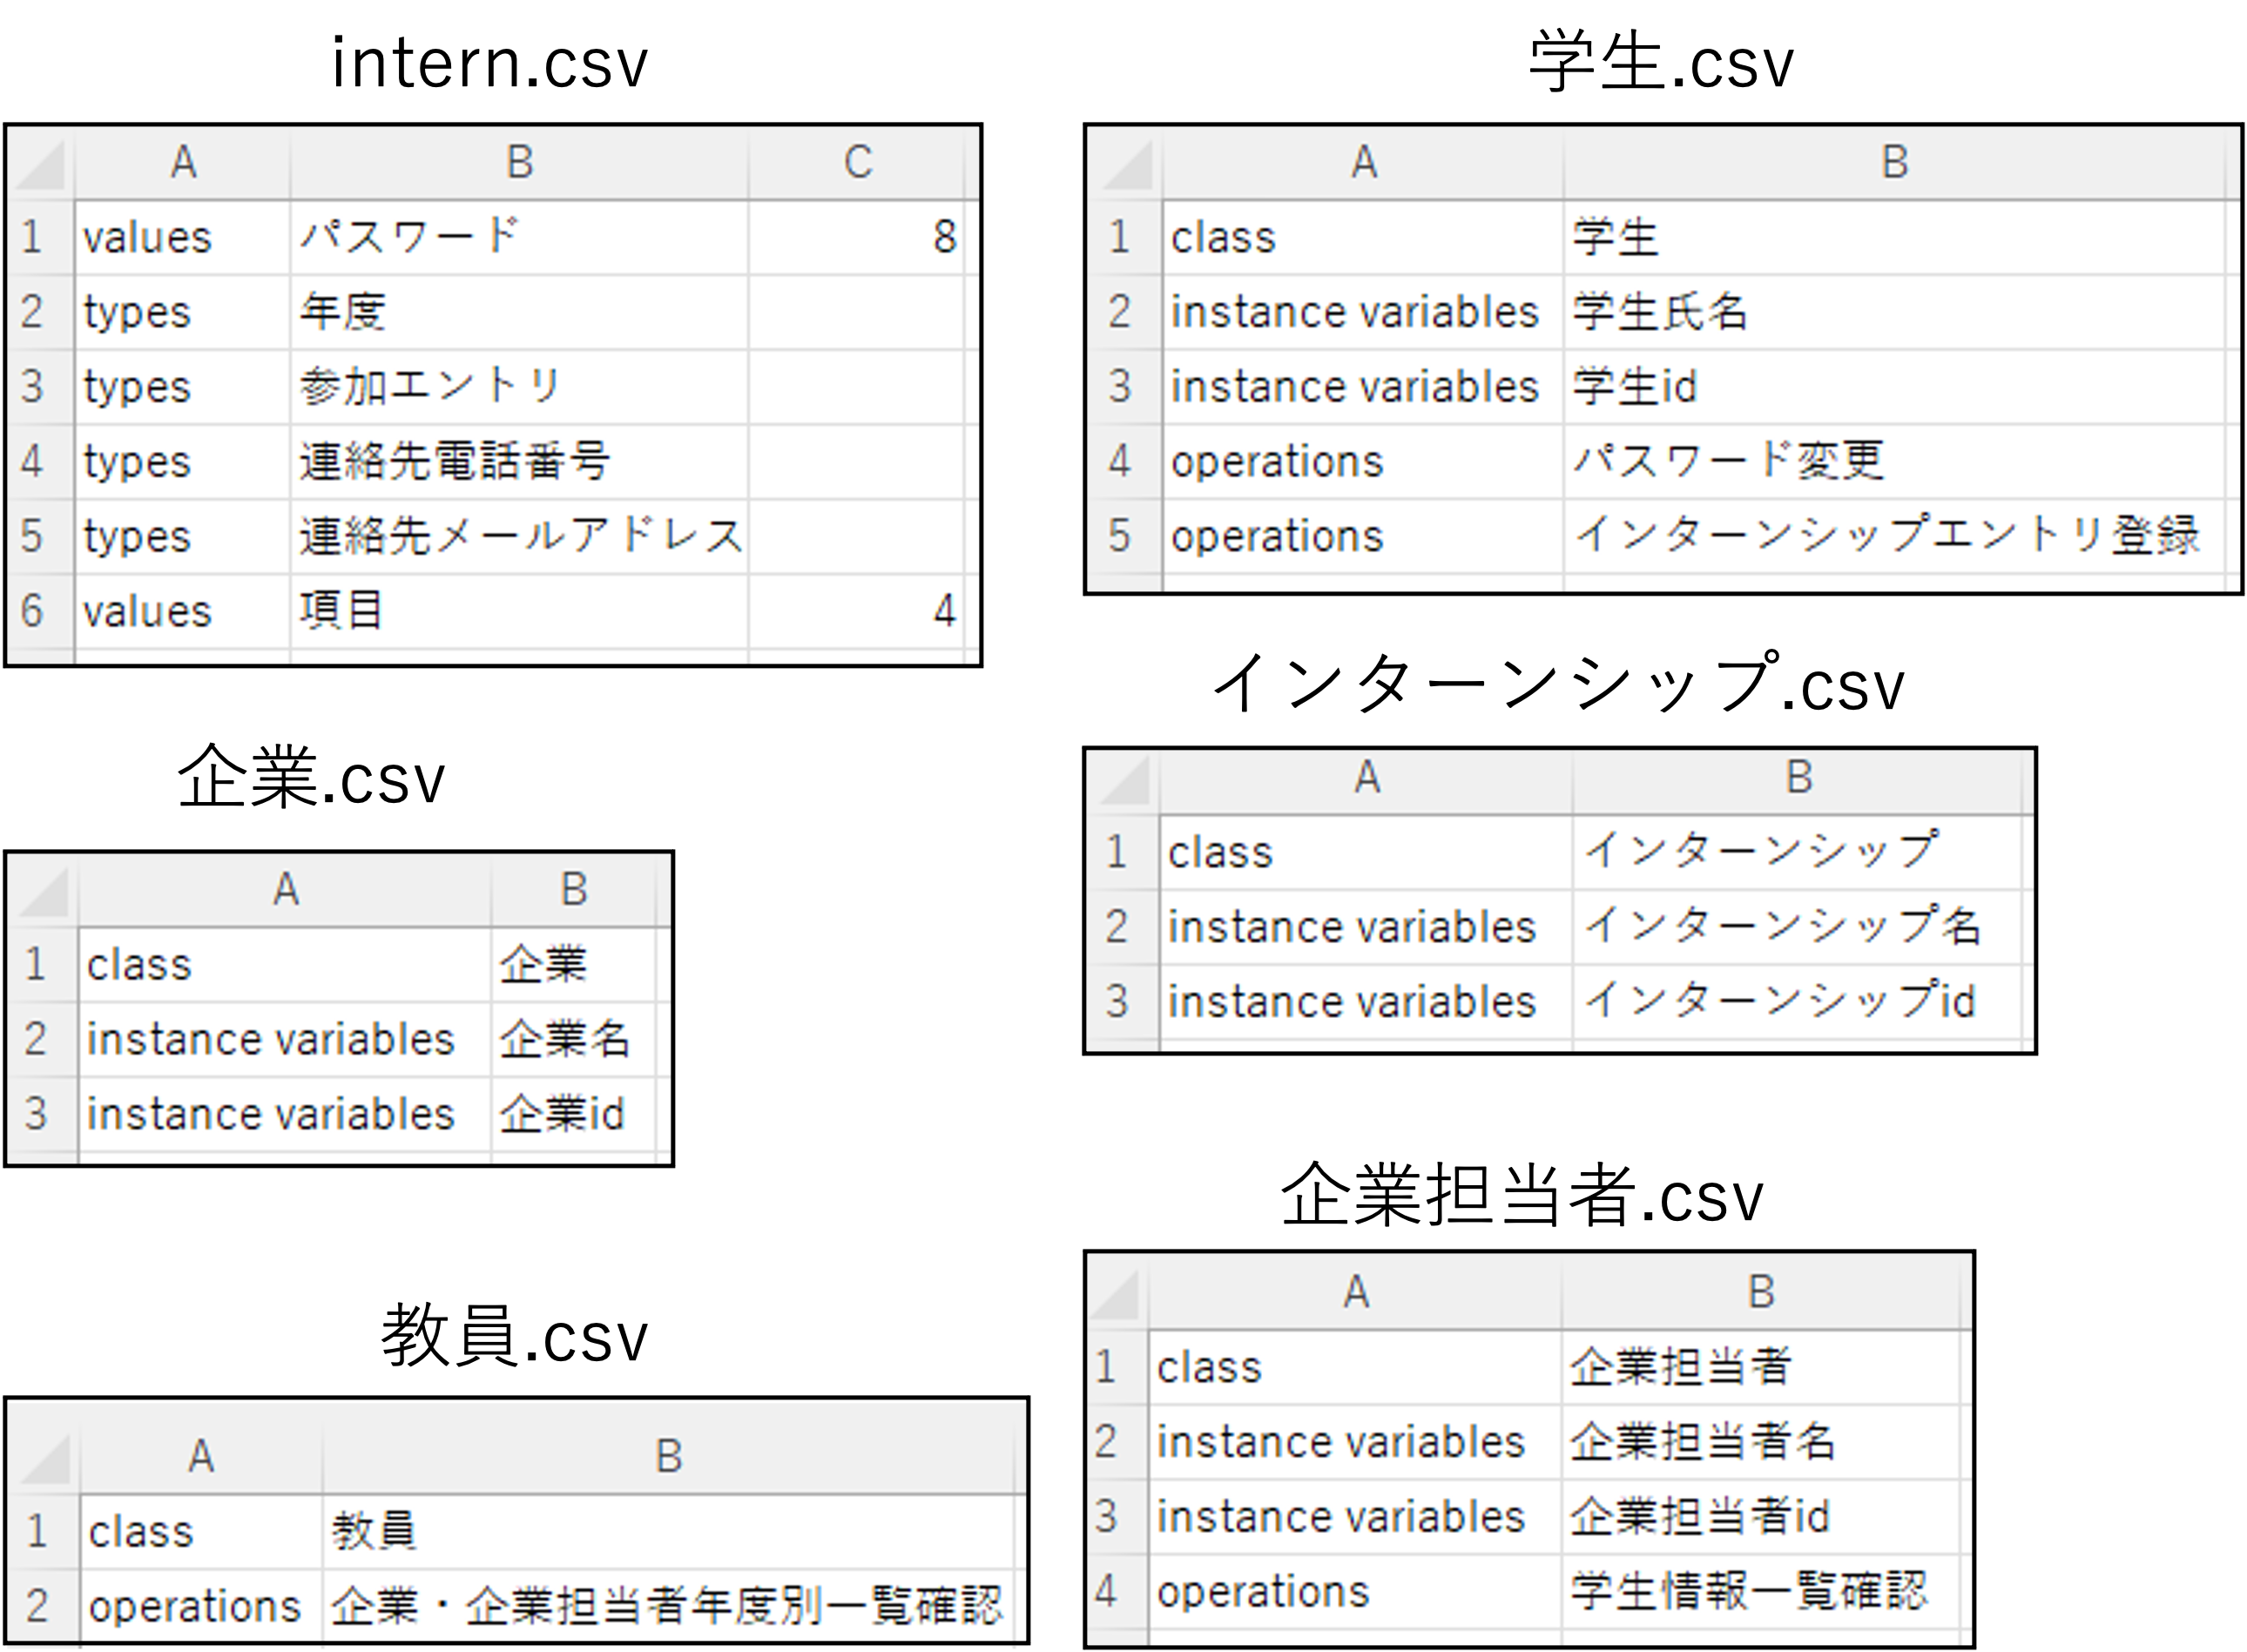 intern.csv
A B C
1 values パスワード 8
2 types 年度
3 types 参加エントリ
4 types 連絡先電話番号
5 types 連絡先メールアドレス
6 values 項目 4
学生.csv
A B
1 class 学生
2 instance variables 学生氏名
3 instance variables 学生id
4 operations パスワード変更
5 operations インターンシップエントリ登録
企業.csv
A B
1 class 企業
2 instance variables 企業名
3 instance variables 企業id
インターンシップ.csv
A B
1 class インターンシップ
2 instance variables インターンシップ名
3 instance variables インターンシップid
教員.csv
A B
1 class 教員
2 operations 企業・企業担当者年度別一覧確認
企業担当者.csv
A B
1 class 企業担当者
2 instance variables 企業担当者名
3 instance variables 企業担当者id
4 operations 学生情報一覧確認